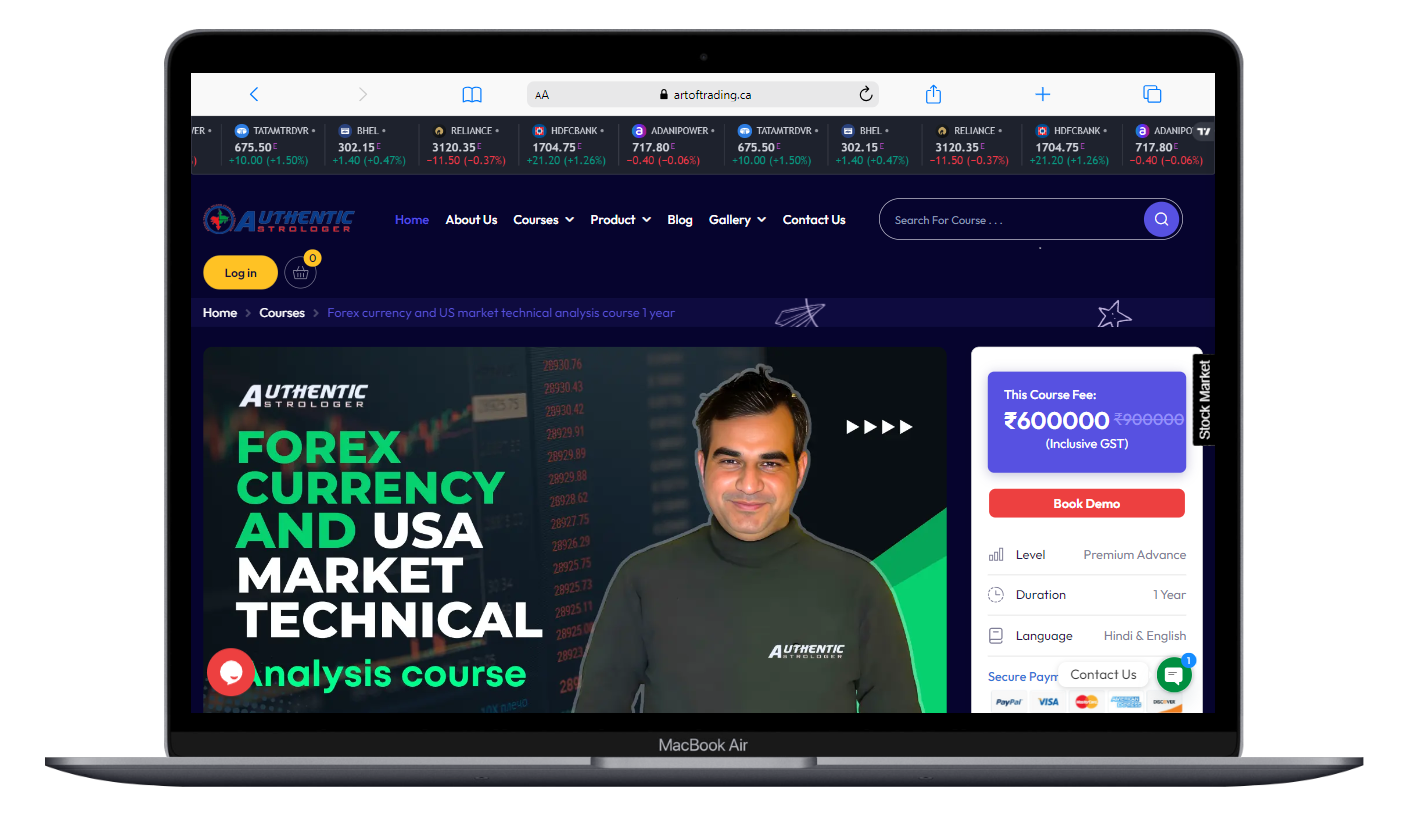 AA artoftrading.ca
ER • TATAMTRDVR • BHEL • RELIANCE • HDFCBANK • ADANIPOWER • TATAMTRDVR • BHEL • RELIANCE • HDFCBANK • ADANIPO
675.50 E 302.15 E 3120.35 E 1704.75 E 717.80 E 675.50 E 302.15 E 3120.35 E 1704.75 E 717.80 E
+10.00 (+1.50%) +1.40 (+0.47%) −11.50 (−0.37%) +21.20 (+1.26%) −0.40 (−0.06%) +10.00 (+1.50%) +1.40 (+0.47%) −11.50 (−0.37%) +21.20 (+1.26%) −0.40 (−0.06%)
AUTHENTIC
ASTROLOGER
Home About Us Courses Product Blog Gallery Contact Us Search For Course . . .
Log in 0
Home > Courses > Forex currency and US market technical analysis course 1 year
AUTHENTIC
ASTROLOGER
FOREX
CURRENCY
AND USA
MARKET
TECHNICAL
Analysis course
28930.76
28930.43
28930.42
28929.91
28929.89
28929.88
28928.62
28927.75
28926.29
28925.75
28925.73
28925.11
AUTHENTIC
ASTROLOGER
This Course Fee:
₹600000 ₹900000
(Inclusive GST)
Stock Market
Book Demo
Level Premium Advance
Duration 1 Year
Language Hindi & English
Secure Paym
Contact Us 1
PayPal VISA MasterCard AMERICAN EXPRESS DISCOVER
MacBook Air